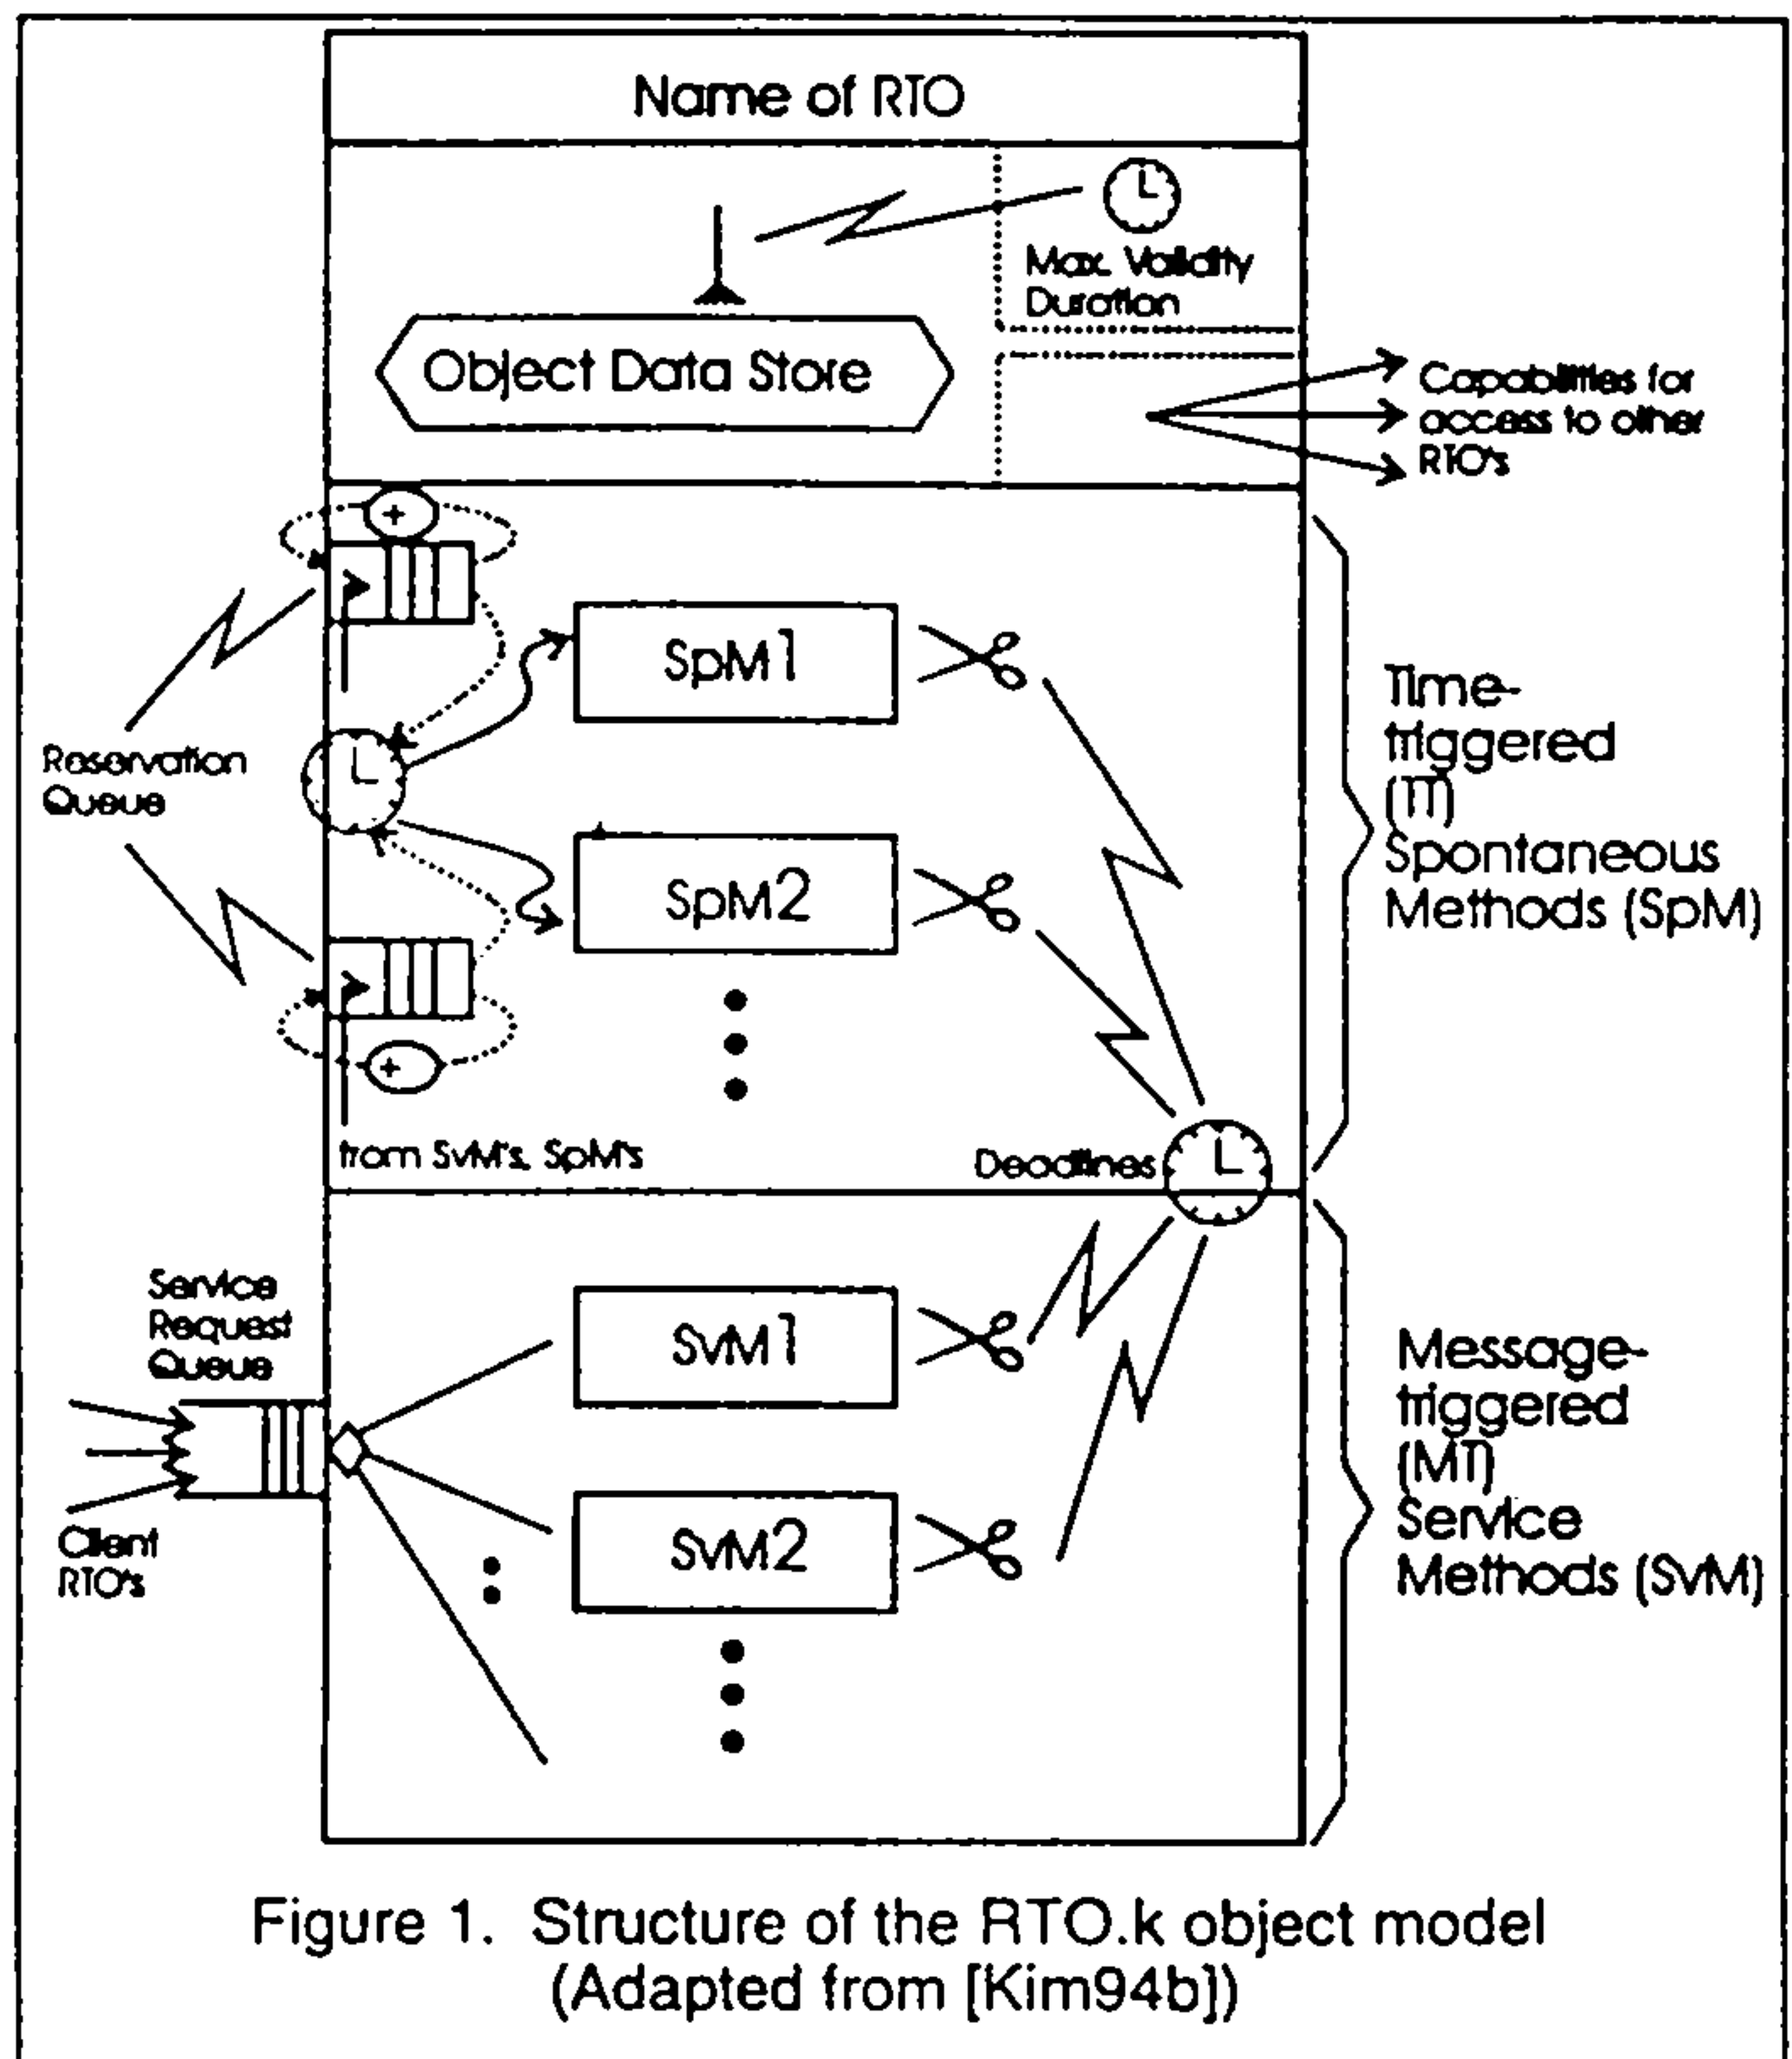 Name of RTO
Max. Validity
Duration
Object Data Store
Capabilities for
access to other
RTO's
+
SpM1
Time-
triggered
(TT)
Spontaneous
Methods (SpM)
Reservation
Queue
SpM2
+
from SvM's, SpM's
Deadlines
Service
Request
Queue
SvM1
Message-
triggered
(MT)
Service
Methods (SvM)
SvM2
Client
RTO's
Figure 1. Structure of the RTO.k object model
(Adapted from [Kim94b])